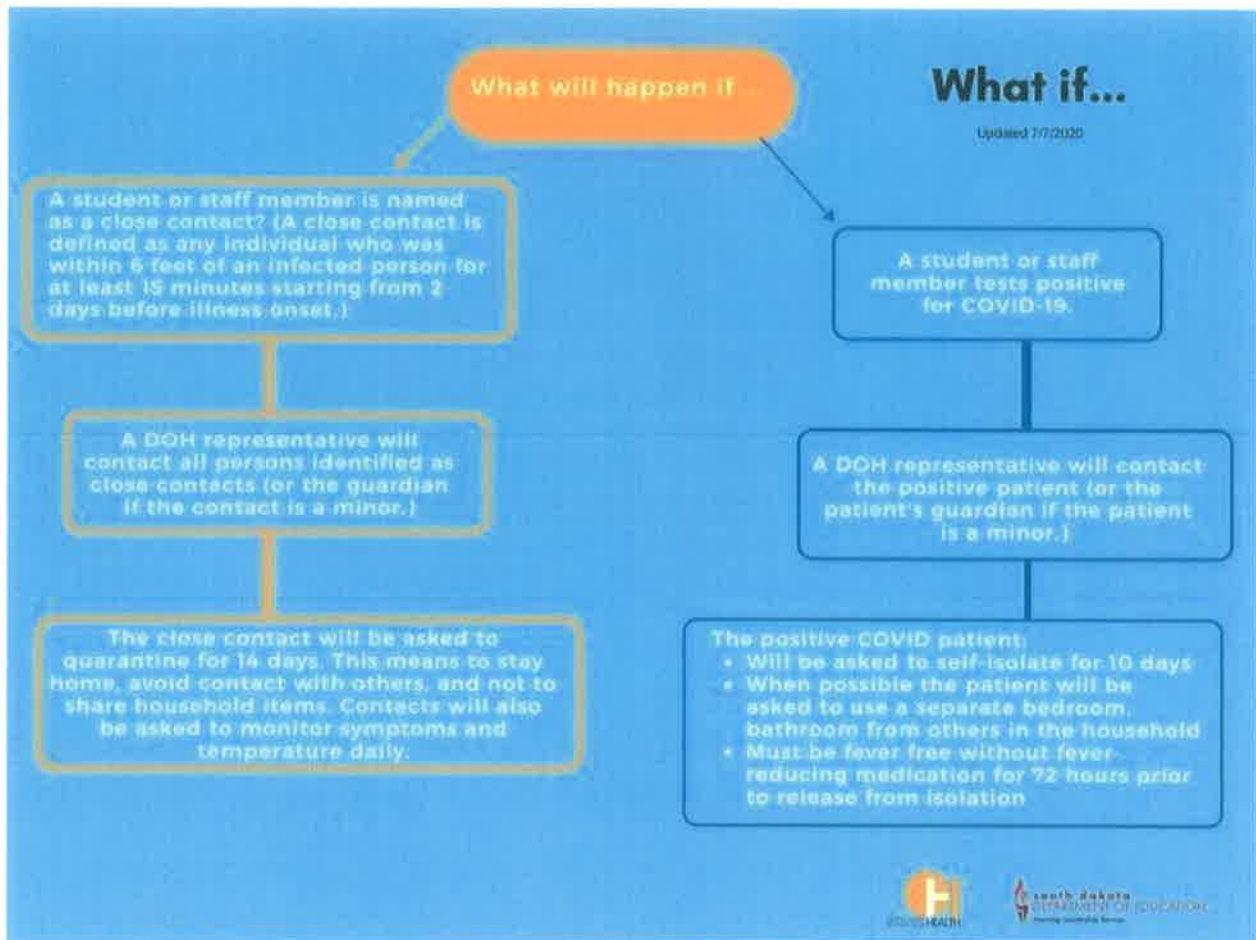 What will happen if ...
What if...
Updated 7/7/2020
A student or staff member is named
as a close contact? (A close contact is
defined as any individual who was
within 6 feet of an infected person for
at least 15 minutes starting from 2
days before illness onset.)
A DOH representative will
contact all persons identified as
close contacts (or the guardian
if the contact is a minor.)
The close contact will be asked to
quarantine for 14 days. This means to stay
home, avoid contact with others, and not to
share household items. Contacts will also
be asked to monitor symptoms and
temperature daily.
A student or staff
member tests positive
for COVID-19.
A DOH representative will contact
the positive patient (or the
patient's guardian if the patient
is a minor.)
The positive COVID patient:
• Will be asked to self-isolate for 10 days
• When possible the patient will be
asked to use a separate bedroom,
bathroom from others in the household
• Must be fever free without fever-
reducing medication for 72 hours prior
to release from isolation
HEALTH
south dakota
DEPARTMENT OF EDUCATION